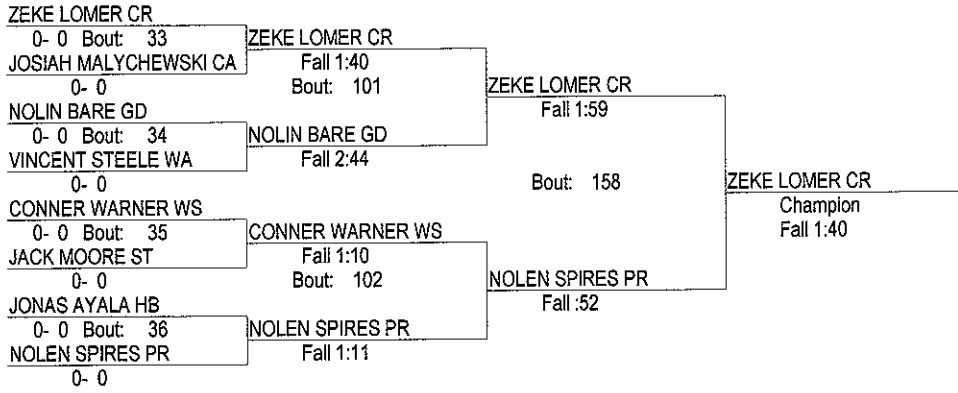 ZEKE LOMER CR
0- 0 Bout: 33
JOSIAH MALYCHEWSKI CA
0- 0
NOLIN BARE GD
0- 0 Bout: 34
VINCENT STEELE WA
0- 0
CONNER WARNER WS
0- 0 Bout: 35
JACK MOORE ST
0- 0
JONAS AYALA HB
0- 0 Bout: 36
NOLEN SPIRES PR
0- 0
ZEKE LOMER CR
Fall 1:40
Bout: 101
NOLIN BARE GD
Fall 2:44
CONNER WARNER WS
Fall 1:10
Bout: 102
NOLEN SPIRES PR
Fall 1:11
ZEKE LOMER CR
Fall 1:59
Bout: 158
NOLEN SPIRES PR
Fall :52
ZEKE LOMER CR
Champion
Fall 1:40